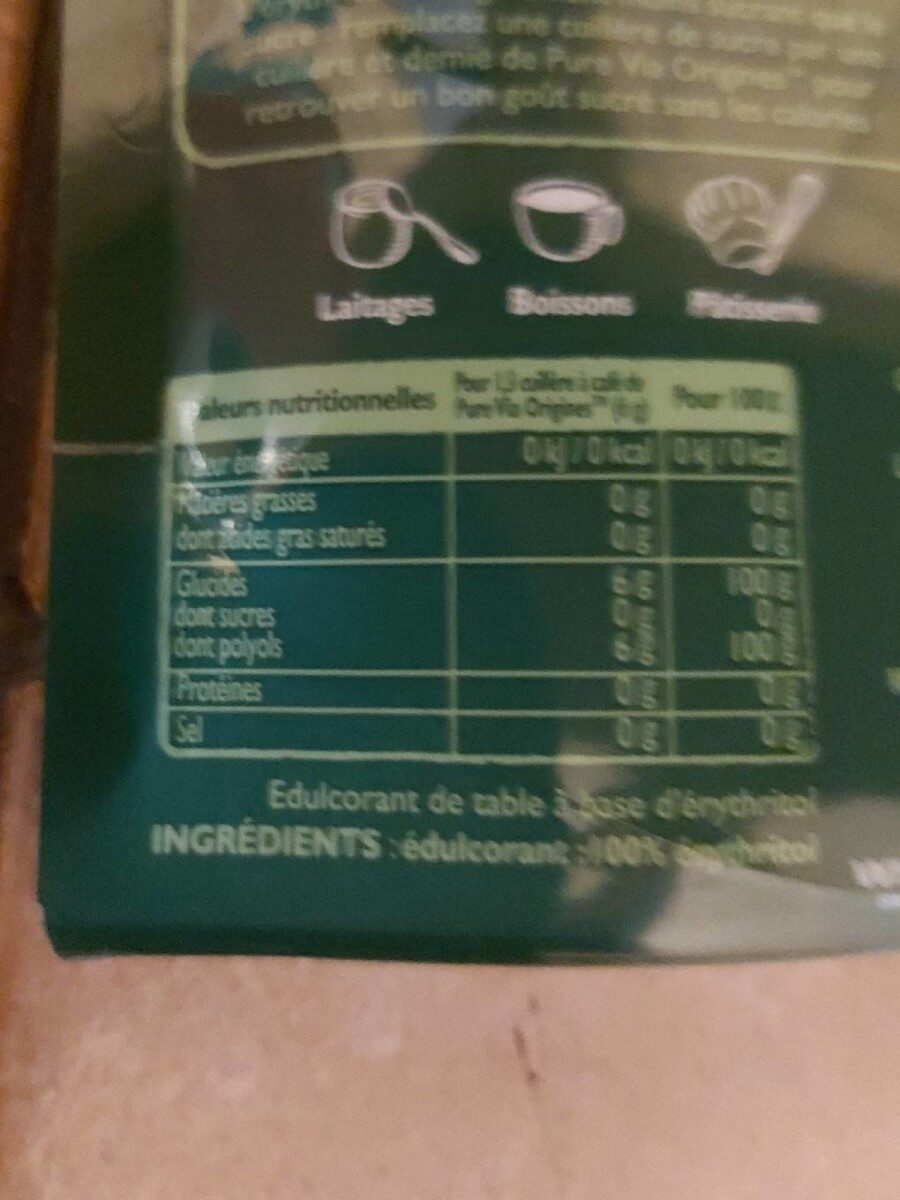 remplacez une cuillère de sucre par une
et demie de Pure Via Origines™ pour
retrouver un bon goût sucré sans les calories
Laitages Boissons Pâtisserie
Valeurs nutritionnelles Pour 1,5 cuillère à café de Pure Via Origines™ (6 g) Pour 100 g
Valeur énergétique 0 kJ / 0 kcal 0 kJ / 0 kcal
Matières grasses 0 g 0 g
dont acides gras saturés 0 g 0 g
Glucides 6 g 100 g
dont sucres 0 g 0 g
dont polyols 6 g 100 g
Protéines 0 g 0 g
Sel 0 g 0 g
Edulcorant de table à base d'érythritol
INGRÉDIENTS : édulcorant : 100% érythritol